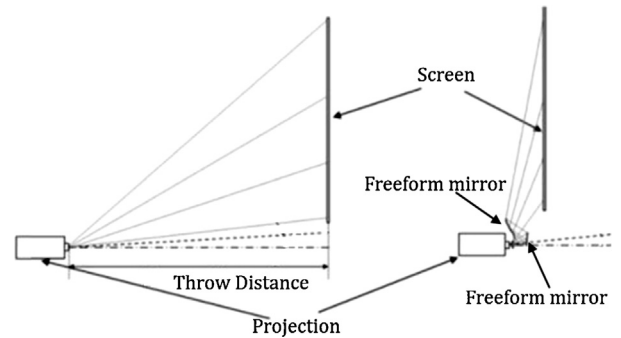 Screen
Freeform mirror
Throw Distance
Freeform mirror
Projection